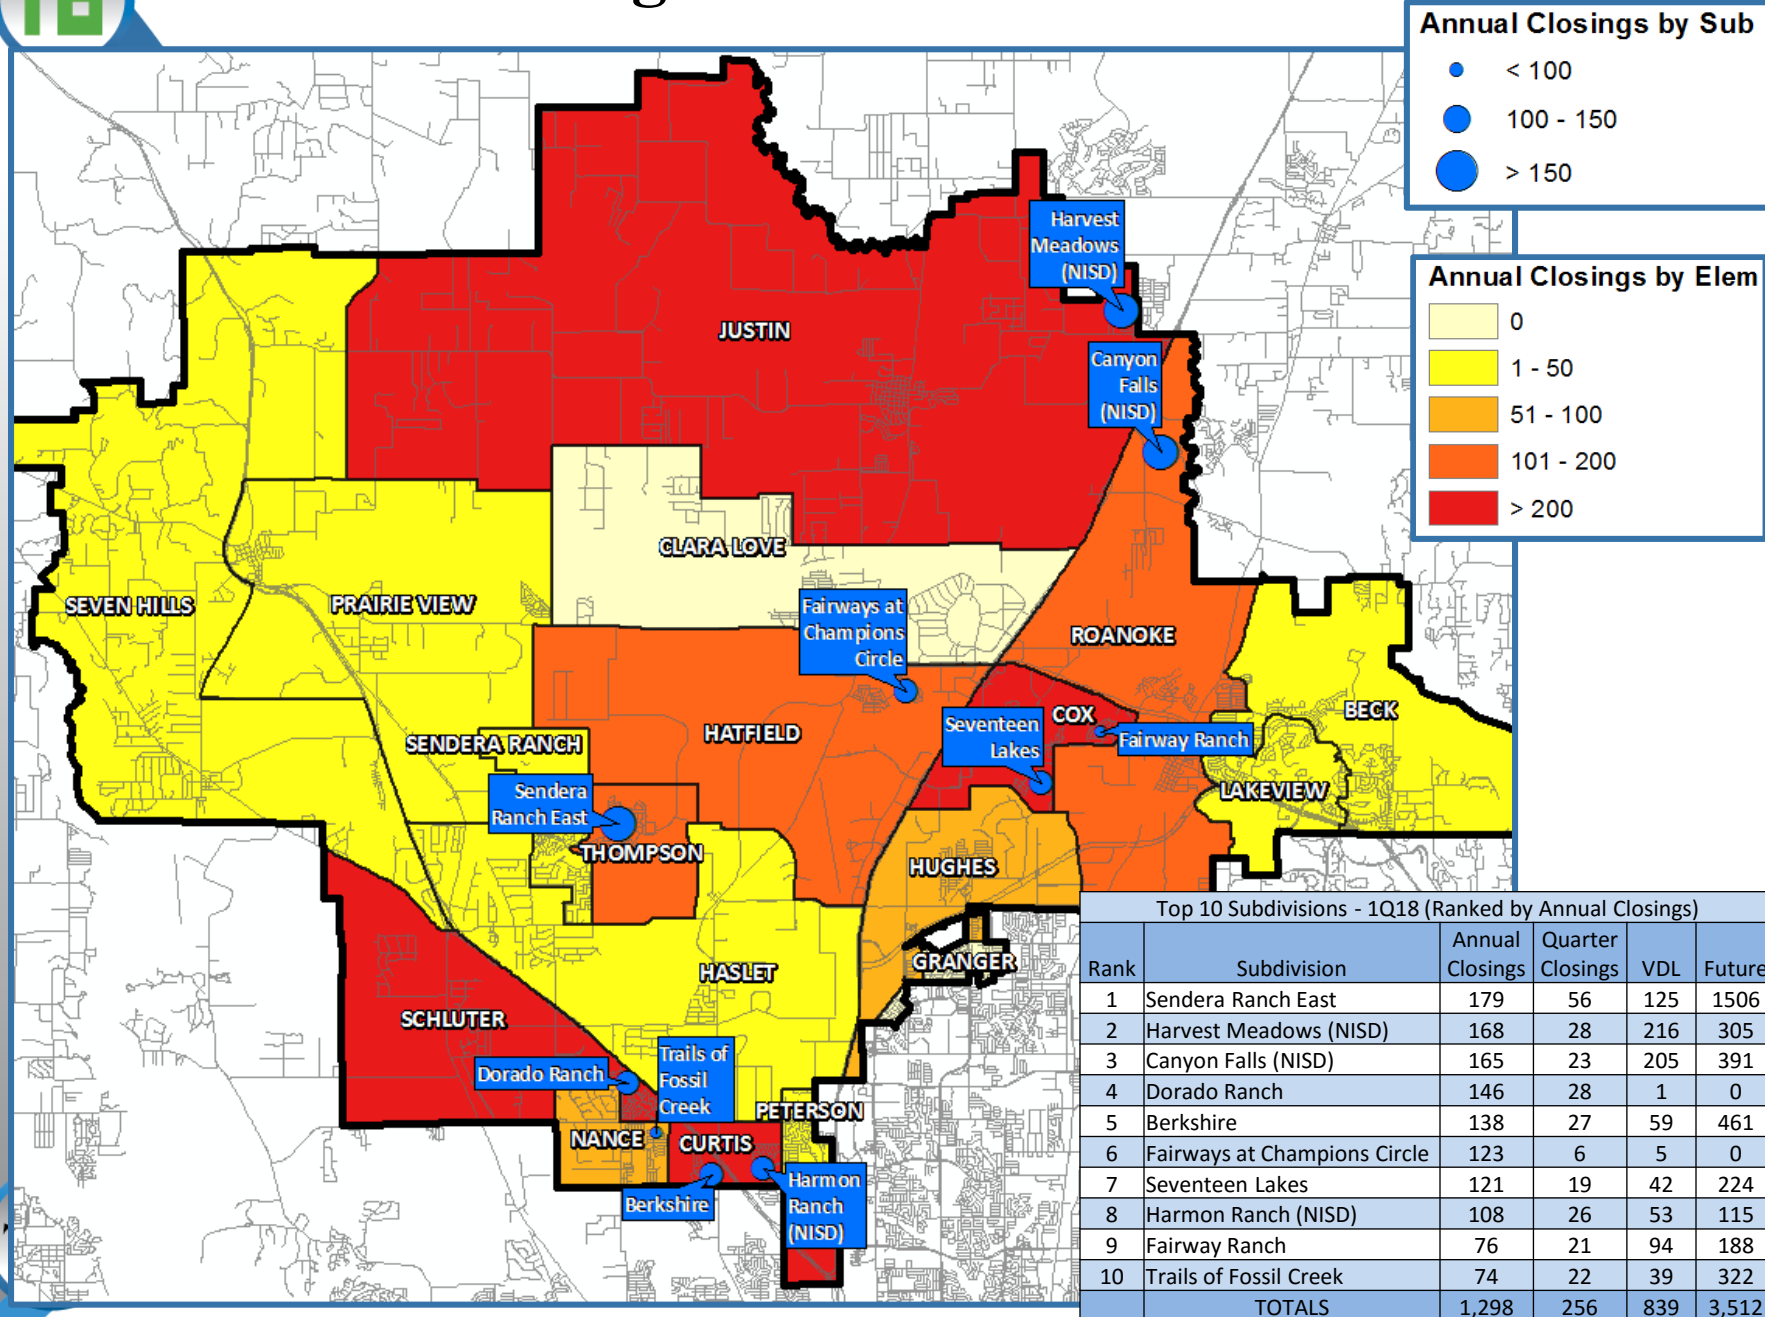 Annual Closings by Sub
< 100
100 - 150
> 150
Annual Closings by Elem
0
1 - 50
51 - 100
101 - 200
> 200
Harvest
Meadows
(NISD)
JUSTIN
Canyon
Falls
(NISD)
CLARA LOVE
SEVEN HILLS
PRAIRIE VIEW
Fairways at
Champions
Circle
ROANOKE
BECK
COX
Seventeen
Lakes
Fairway Ranch
HATFIELD
SENDERA RANCH
LAKEVIEW
Sendera
Ranch East
THOMPSON
HUGHES
GRANGER
HASLET
SCHLUTER
Trails of
Fossil
Creek
Dorado Ranch
PETERSON
NANCE
CURTIS
Berkshire
Harmon
Ranch
(NISD)
Top 10 Subdivisions - 1Q18 (Ranked by Annual Closings)
Rank Subdivision Annual Closings Quarter Closings VDL Future
1 Sendera Ranch East 179 56 125 1506
2 Harvest Meadows (NISD) 168 28 216 305
3 Canyon Falls (NISD) 165 23 205 391
4 Dorado Ranch 146 28 1 0
5 Berkshire 138 27 59 461
6 Fairways at Champions Circle 123 6 5 0
7 Seventeen Lakes 121 19 42 224
8 Harmon Ranch (NISD) 108 26 53 115
9 Fairway Ranch 76 21 94 188
10 Trails of Fossil Creek 74 22 39 322
TOTALS 1,298 256 839 3,512